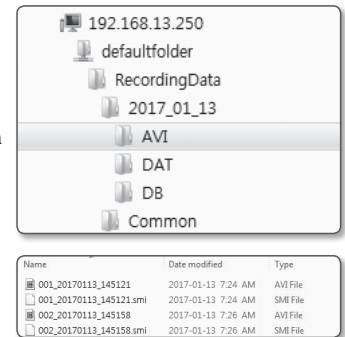 192.168.13.250
defaultfolder
RecordingData
2017_01_13
AVI
DAT
DB
Common
Name Date modified Type
001_20170113_145121 2017-01-13 7:24 AM AVI File
001_20170113_145121.smi 2017-01-13 7:24 AM SMI File
002_20170113_145158 2017-01-13 7:26 AM AVI File
002_20170113_145158.smi 2017-01-13 7:26 AM SMI File